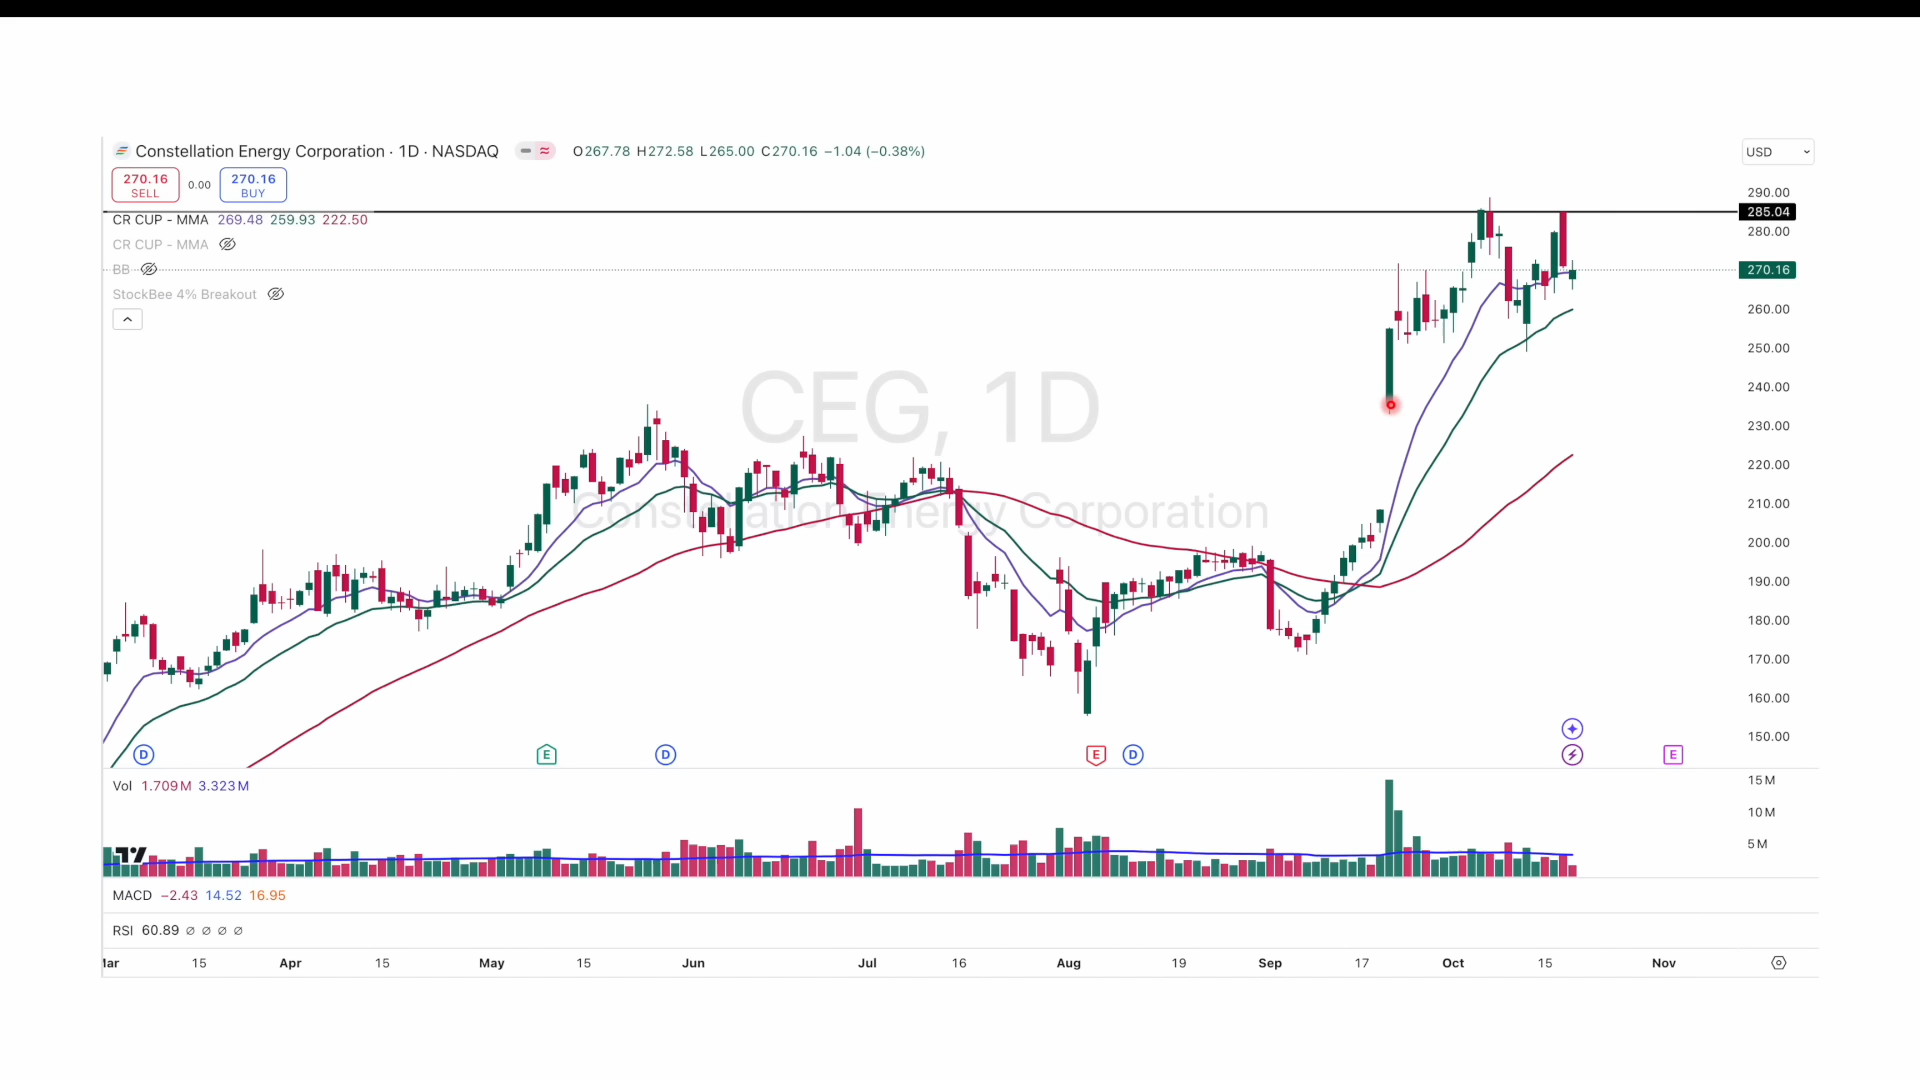 Constellation Energy Corporation · 1D · NASDAQ O267.78 H272.58 L265.00 C270.16 −1.04 (−0.38%)
USD
270.16 SELL 0.00 270.16 BUY
CR CUP - MMA 269.48 259.93 222.50
CR CUP - MMA
BB
StockBee 4% Breakout
CEG, 1D
Constellation Energy Corporation
290.00
285.04
280.00
270.16
260.00
250.00
240.00
230.00
220.00
210.00
200.00
190.00
180.00
170.00
160.00
150.00
D E D E D E
Vol 1.709M 3.323M
15M
10M
5M
MACD −2.43 14.52 16.95
RSI 60.89 ∅ ∅ ∅ ∅
Mar 15 Apr 15 May 15 Jun Jul 16 Aug 19 Sep 17 Oct 15 Nov